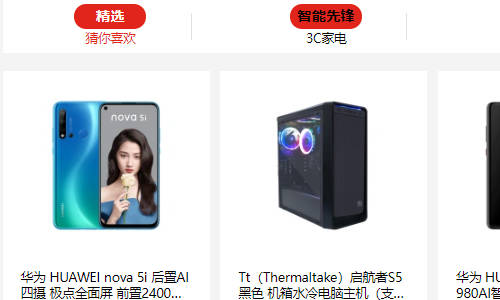 精选
智能先锋
猜你喜欢
3C家电
nova 5i
华为 HUAWEI nova 5i 后置AI
四摄 极点全面屏 前置2400...
Tt（Thermaltake）启航者S5
黑色 机箱水冷电脑主机（支...
华为 HU
980AI智